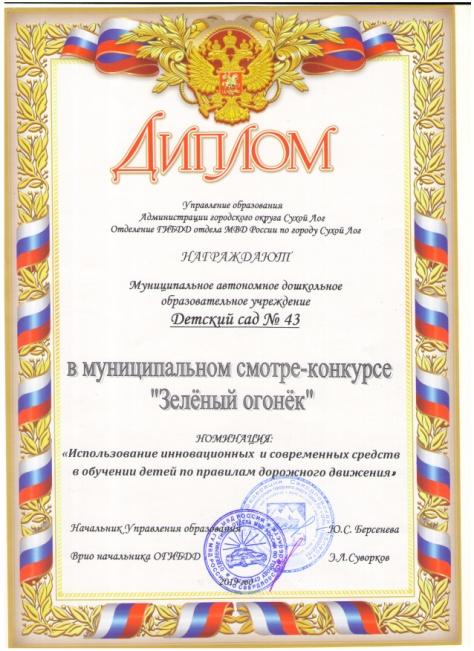 ДИПЛОМ
Управление образования
Администрации городского округа Сухой Лог
Отделение ГИБДД отдела МВД России по городу Сухой Лог
НАГРАЖДАЮТ
Муниципальное автономное дошкольное
образовательное учреждение
Детский сад № 43
в муниципальном смотре-конкурсе
"Зелёный огонёк"
НОМИНАЦИЯ:
«Использование инновационных и современных средств
в обучении детей по правилам дорожного движения»
Начальник Управления образования Ю.С. Берсенева
Врио начальника ОГИБДД Э.Л.Суворков
2019